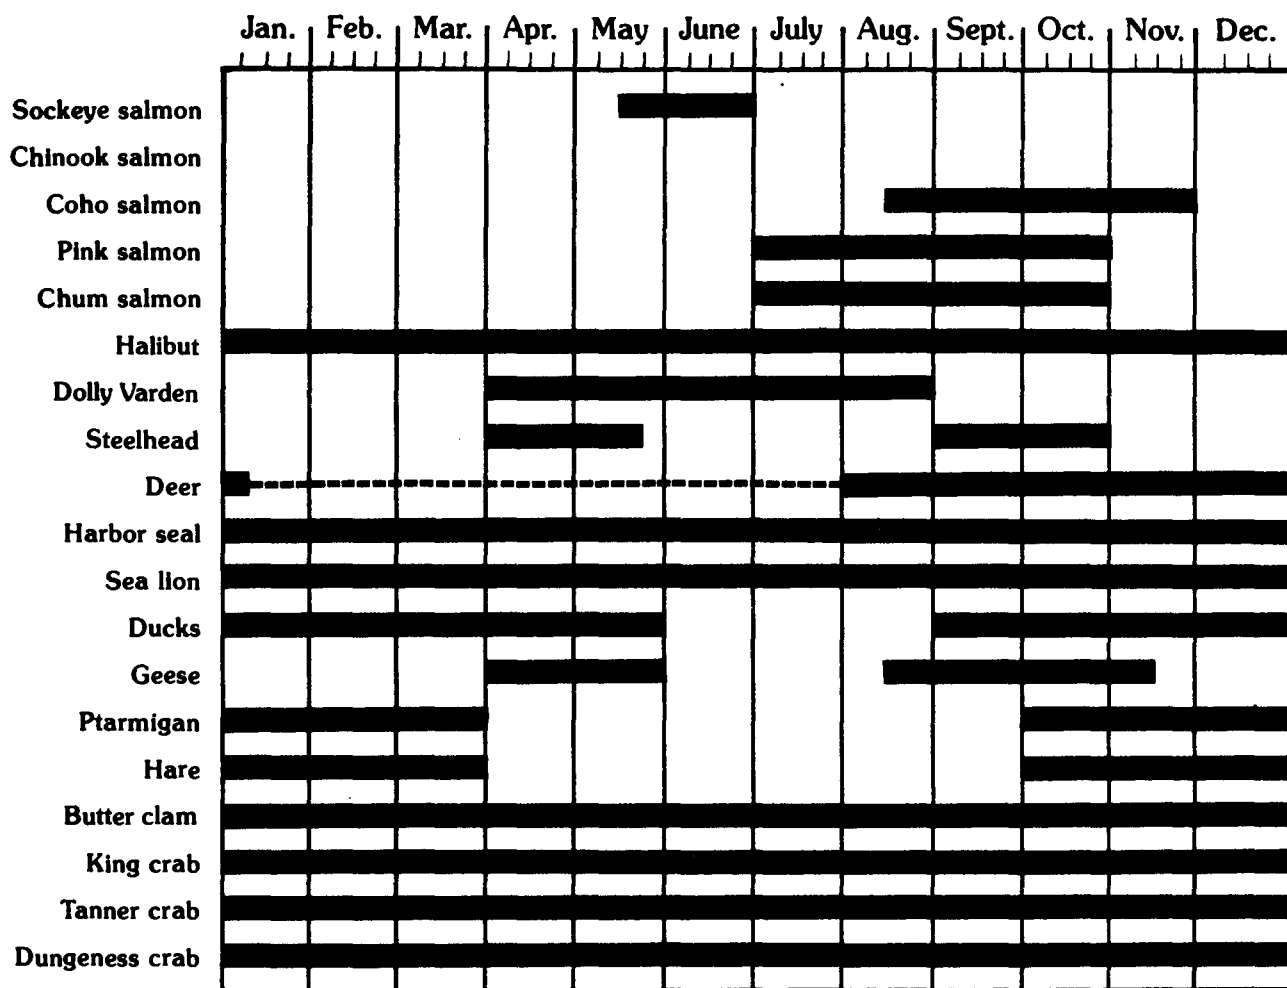 Jan. Feb. Mar. Apr. May June July Aug. Sept. Oct. Nov. Dec.
Sockeye salmon
Chinook salmon
Coho salmon
Pink salmon
Chum salmon
Halibut
Dolly Varden
Steelhead
Deer
Harbor seal
Sea lion
Ducks
Geese
Ptarmigan
Hare
Butter clam
King crab
Tanner crab
Dungeness crab